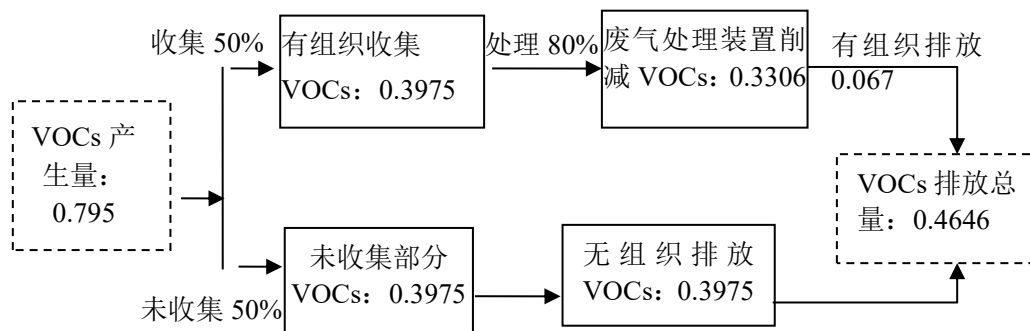 收集 50%
有组织收集
VOCs：0.3975
处理 80%
废气处理装置削
减 VOCs：0.3306
有组织排放
0.067
VOCs 产
生量：
0.795
VOCs 排放总
量：0.4646
未收集 50%
未收集部分
VOCs：0.3975
无组织排放
VOCs：0.3975